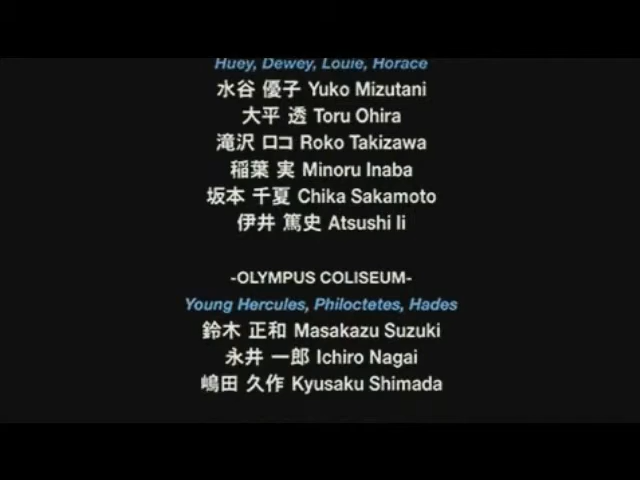 Huey, Dewey, Louie, Horace
水谷 優子 Yuko Mizutani
大平 透 Toru Ohira
滝沢 ロコ Roko Takizawa
稲葉 実 Minoru Inaba
坂本 千夏 Chika Sakamoto
伊井 篤史 Atsushi Ii
-OLYMPUS COLISEUM-
Young Hercules, Philoctetes, Hades
鈴木 正和 Masakazu Suzuki
永井 一郎 Ichiro Nagai
嶋田 久作 Kyusaku Shimada